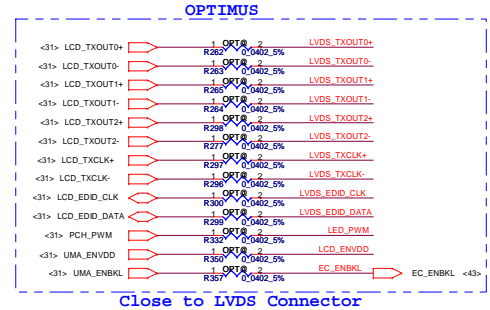 OPTIMUS
<31> LCD_TXOUT0+ 1 OPT@ 2 LVDS_TXOUT0+
R262 0_0402_5%
<31> LCD_TXOUT0- 1 OPT@ 2 LVDS_TXOUT0-
R263 0_0402_5%
<31> LCD_TXOUT1+ 1 OPT@ 2 LVDS_TXOUT1+
R265 0_0402_5%
<31> LCD_TXOUT1- 1 OPT@ 2 LVDS_TXOUT1-
R264 0_0402_5%
<31> LCD_TXOUT2+ 1 OPT@ 2 LVDS_TXOUT2+
R298 0_0402_5%
<31> LCD_TXOUT2- 1 OPT@ 2 LVDS_TXOUT2-
R277 0_0402_5%
<31> LCD_TXCLK+ 1 OPT@ 2 LVDS_TXCLK+
R297 0_0402_5%
<31> LCD_TXCLK- 1 OPT@ 2 LVDS_TXCLK-
R296 0_0402_5%
<31> LCD_EDID_CLK 1 OPT@ 2 LVDS_EDID_CLK
R300 0_0402_5%
<31> LCD_EDID_DATA 1 OPT@ 2 LVDS_EDID_DATA
R299 0_0402_5%
<31> PCH_PWM 1 OPT@ 2 LED_PWM
R332 0_0402_5%
<31> UMA_ENVDD 1 OPT@ 2 LCD_ENVDD
R350 0_0402_5%
<31> UMA_ENBKL 1 OPT@ 2 EC_ENBKL EC_ENBKL <43>
R357 0_0402_5%
Close to LVDS Connector